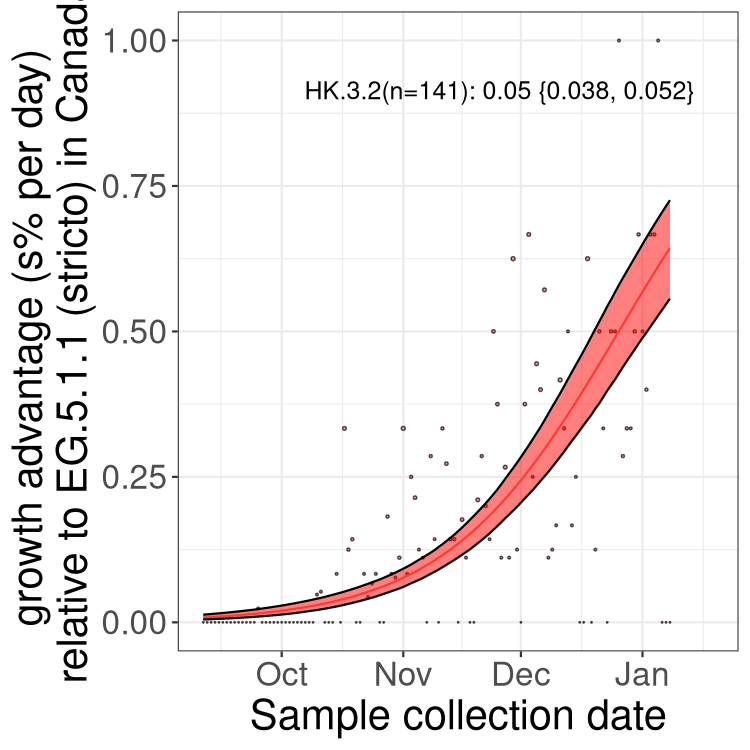 growth advantage (s% per day)
relative to EG.5.1.1 (stricto) in Canada
1.00
0.75
0.50
0.25
0.00
HK.3.2(n=141): 0.05 {0.038, 0.052}
Oct Nov Dec Jan
Sample collection date